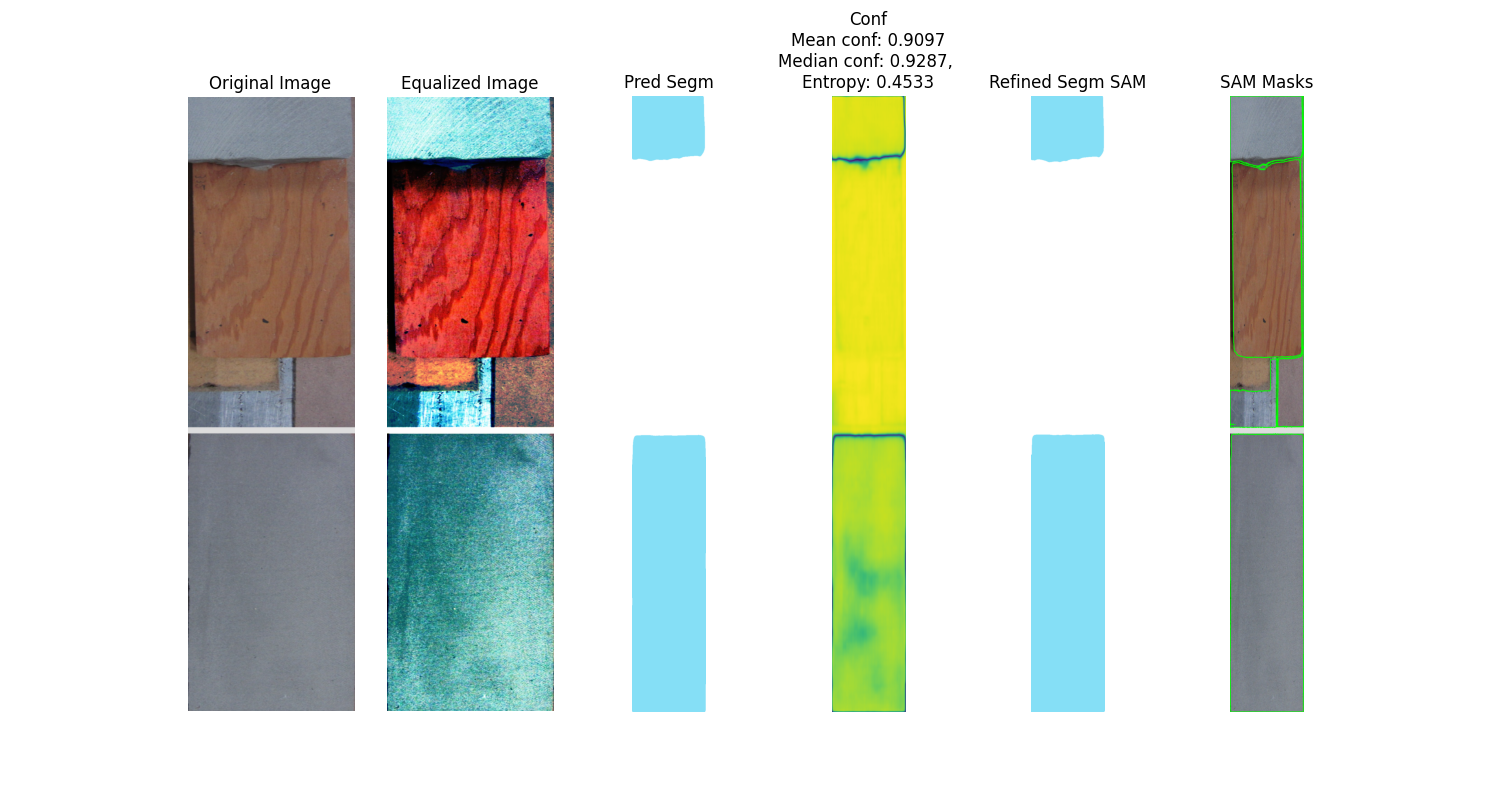 Original Image
Equalized Image
Pred Segm
Conf
Mean conf: 0.9097
Median conf: 0.9287,
Entropy: 0.4533
Refined Segm SAM
SAM Masks